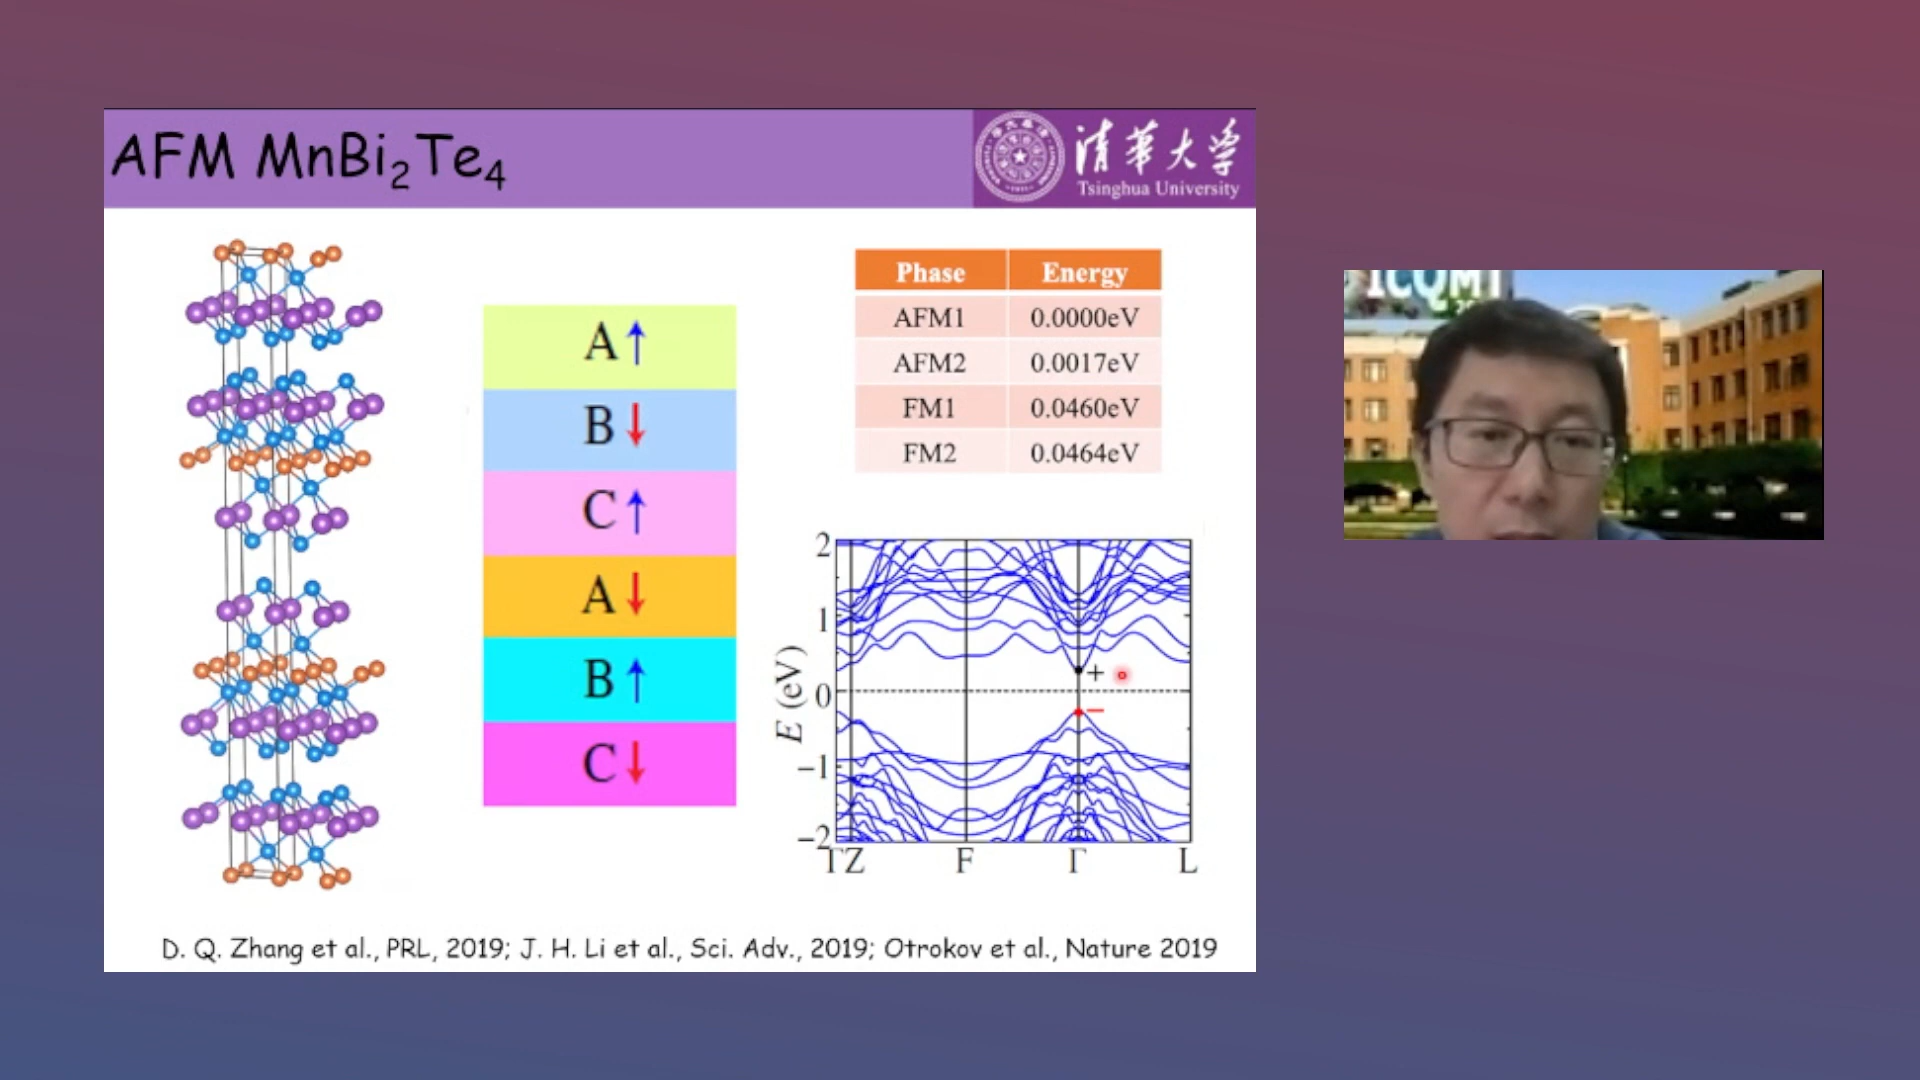 AFM MnBi₂Te₄
清华大学
Tsinghua University
A↑
B↓
C↑
A↓
B↑
C↓
Phase Energy
AFM1 0.0000eV
AFM2 0.0017eV
FM1 0.0460eV
FM2 0.0464eV
E (eV)
2
1
0
−1
−2
+
−
Γ Z F Γ L
D. Q. Zhang et al., PRL, 2019; J. H. Li et al., Sci. Adv., 2019; Otrokov et al., Nature 2019
ICQMT